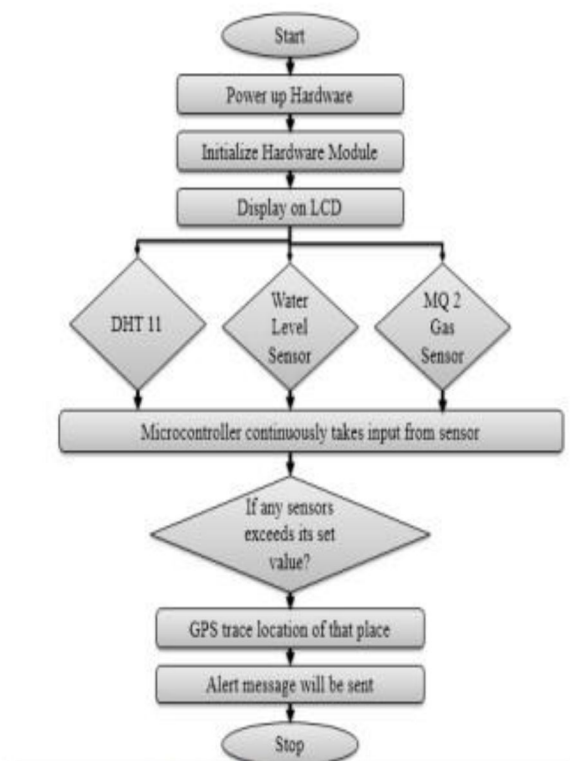 Start
Power up Hardware
Initialize Hardware Module
Display on LCD
DHT 11
Water
Level
Sensor
MQ 2
Gas
Sensor
Microcontroller continuously takes input from sensor
If any sensors
exceeds its set
value?
GPS trace location of that place
Alert message will be sent
Stop